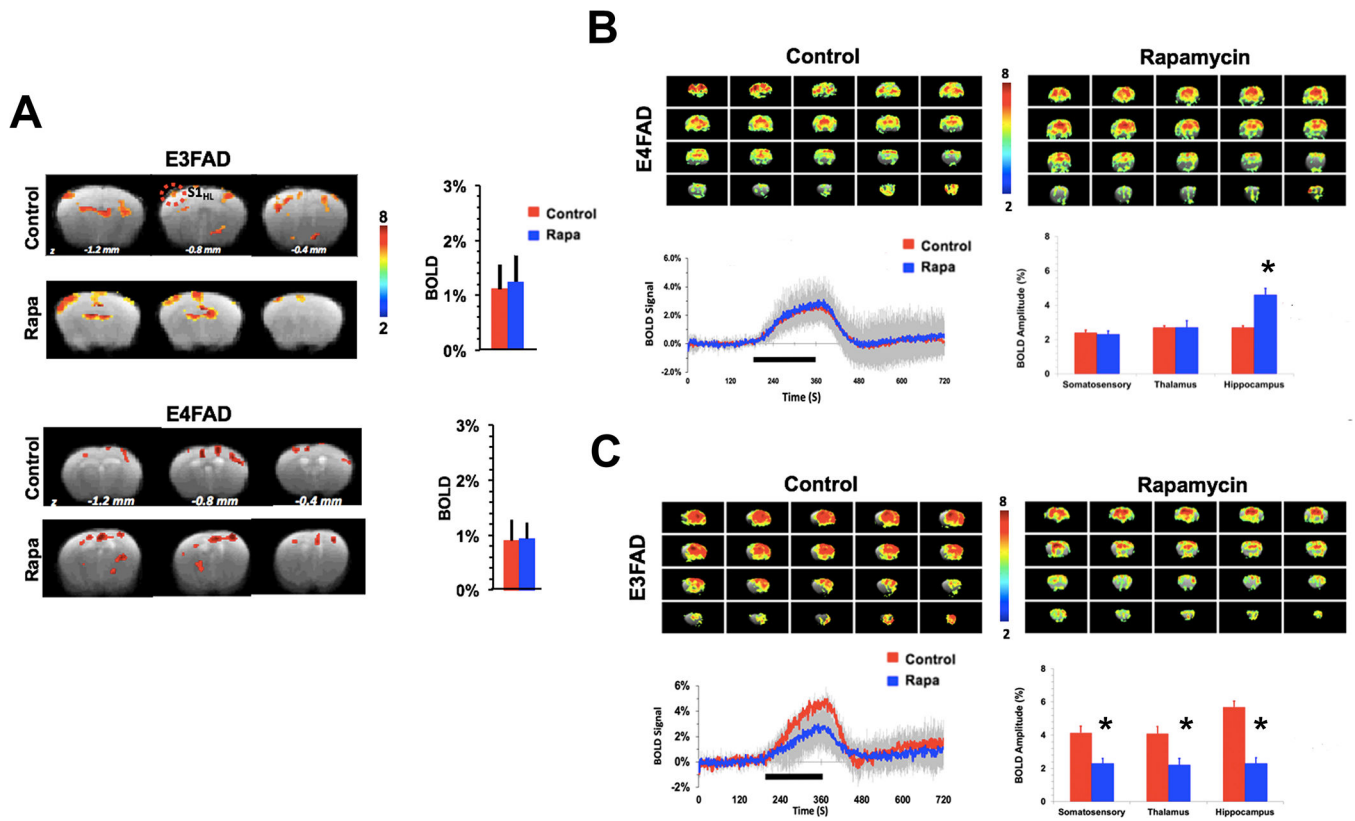 A
E3FAD
Control
S1HL
z
-1.2 mm
-0.8 mm
-0.4 mm
Rapa
8
2
3%
2%
1%
0%
BOLD
Control
Rapa
E4FAD
Control
z
-1.2 mm
-0.8 mm
-0.4 mm
Rapa
3%
2%
1%
0%
BOLD
B
Control
Rapamycin
E4FAD
8
2
Control
Rapa
BOLD Signal
6.0%
4.0%
2.0%
0.0%
-2.0%
0 120 240 360 480 600 720
Time (S)
Control
Rapa
BOLD Amplitude (%)
8
6
4
2
0
*
Somatosensory Thalamus Hippocampus
C
Control
Rapamycin
E3FAD
8
2
Control
Rapa
BOLD Signal
6%
4%
2%
0%
-2%
0 120 240 360 480 600 720
Time (S)
BOLD Amplitude (%)
8
6
4
2
0
* * *
Somatosensory Thalamus Hippocampus